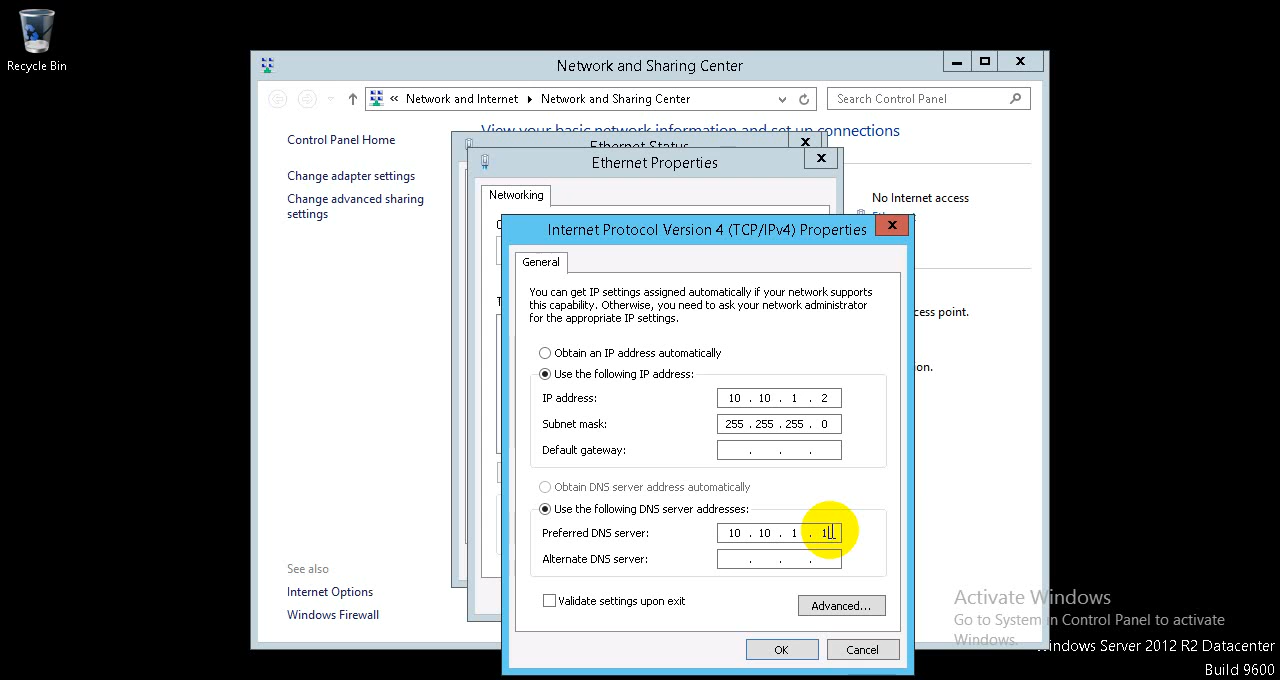 Recycle Bin
Network and Sharing Center
« Network and Internet Network and Sharing Center
Search Control Panel
Control Panel Home
Change adapter settings
Change advanced sharing
settings
View your basic network information and set up connections
Ethernet Status
Ethernet Properties
Networking
No Internet access
cess point.
on.
Internet Protocol Version 4 (TCP/IPv4) Properties
General
You can get IP settings assigned automatically if your network supports
this capability. Otherwise, you need to ask your network administrator
for the appropriate IP settings.
Obtain an IP address automatically
Use the following IP address:
IP address: 10 . 10 . 1 . 2
Subnet mask: 255 . 255 . 255 . 0
Default gateway: . . .
Obtain DNS server address automatically
Use the following DNS server addresses:
Preferred DNS server: 10 . 10 . 1 . 1
Alternate DNS server: . . .
Validate settings upon exit
Advanced...
OK
Cancel
See also
Internet Options
Windows Firewall
Activate Windows
Go to System in Control Panel to activate
Windows.
Windows Server 2012 R2 Datacenter
Build 9600